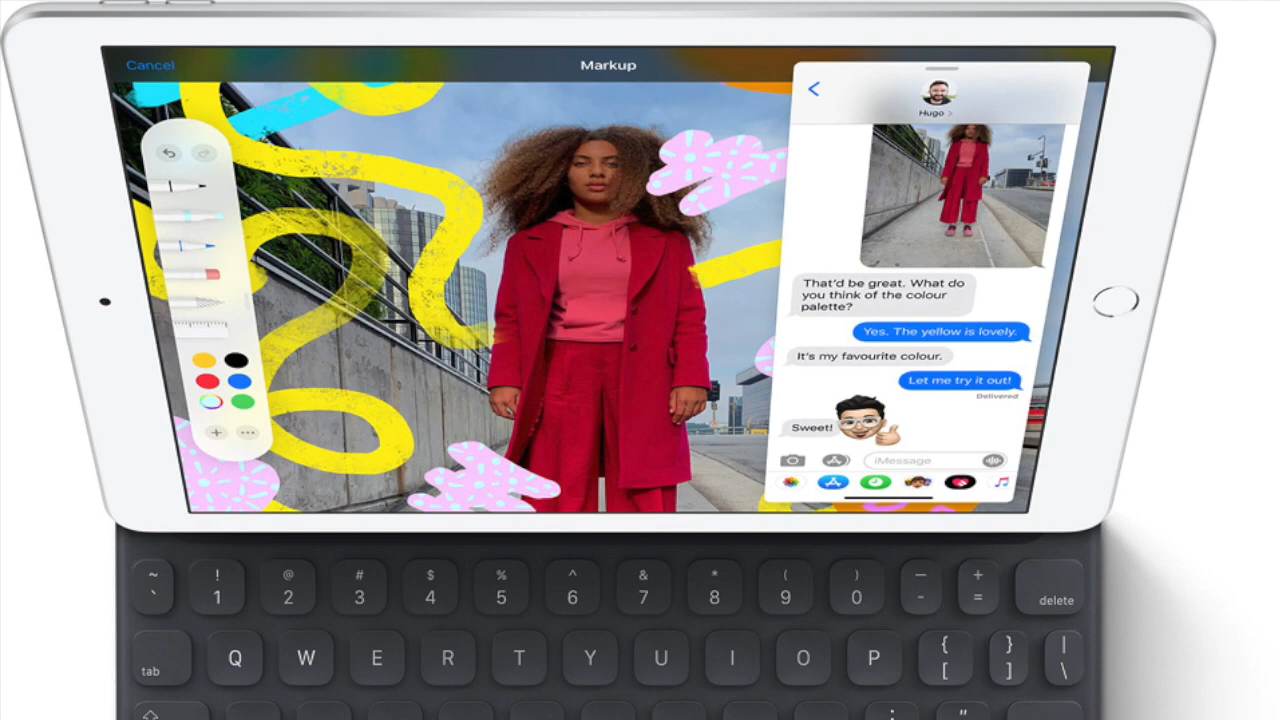 Cancel
Markup
Hugo >
That'd be great. What do
you think of the colour
palette?
Yes. The yellow is lovely.
It's my favourite colour.
Let me try it out!
Delivered
Sweet!
iMessage
~ ! @ # $ % ^ & * ( ) — +
` 1 2 3 4 5 6 7 8 9 0 - = delete
{ } |
tab Q W E R T Y U I O P [ ] \
: "